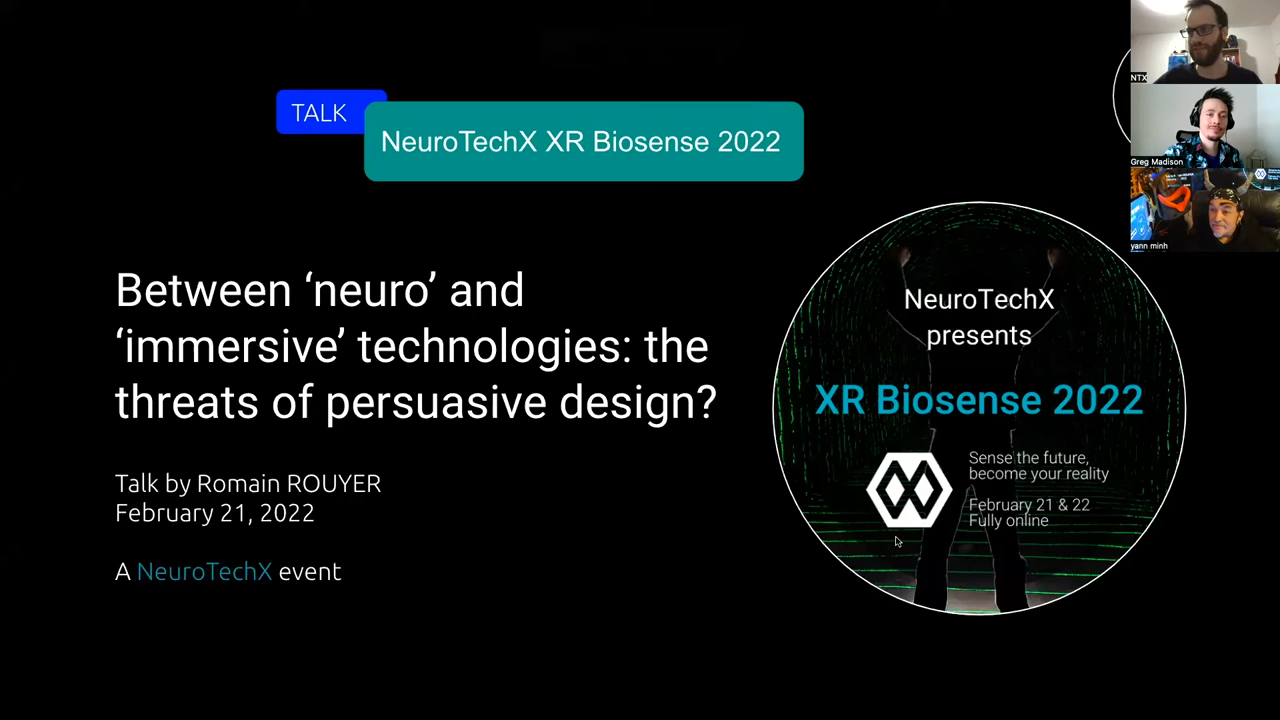 TALK
NeuroTechX XR Biosense 2022
Between ‘neuro’ and
‘immersive’ technologies: the
threats of persuasive design?
Talk by Romain ROUYER
February 21, 2022
A NeuroTechX event
NeuroTechX
presents
XR Biosense 2022
Sense the future,
become your reality
February 21 & 22
Fully online
NTX
Greg Madison
yann minh